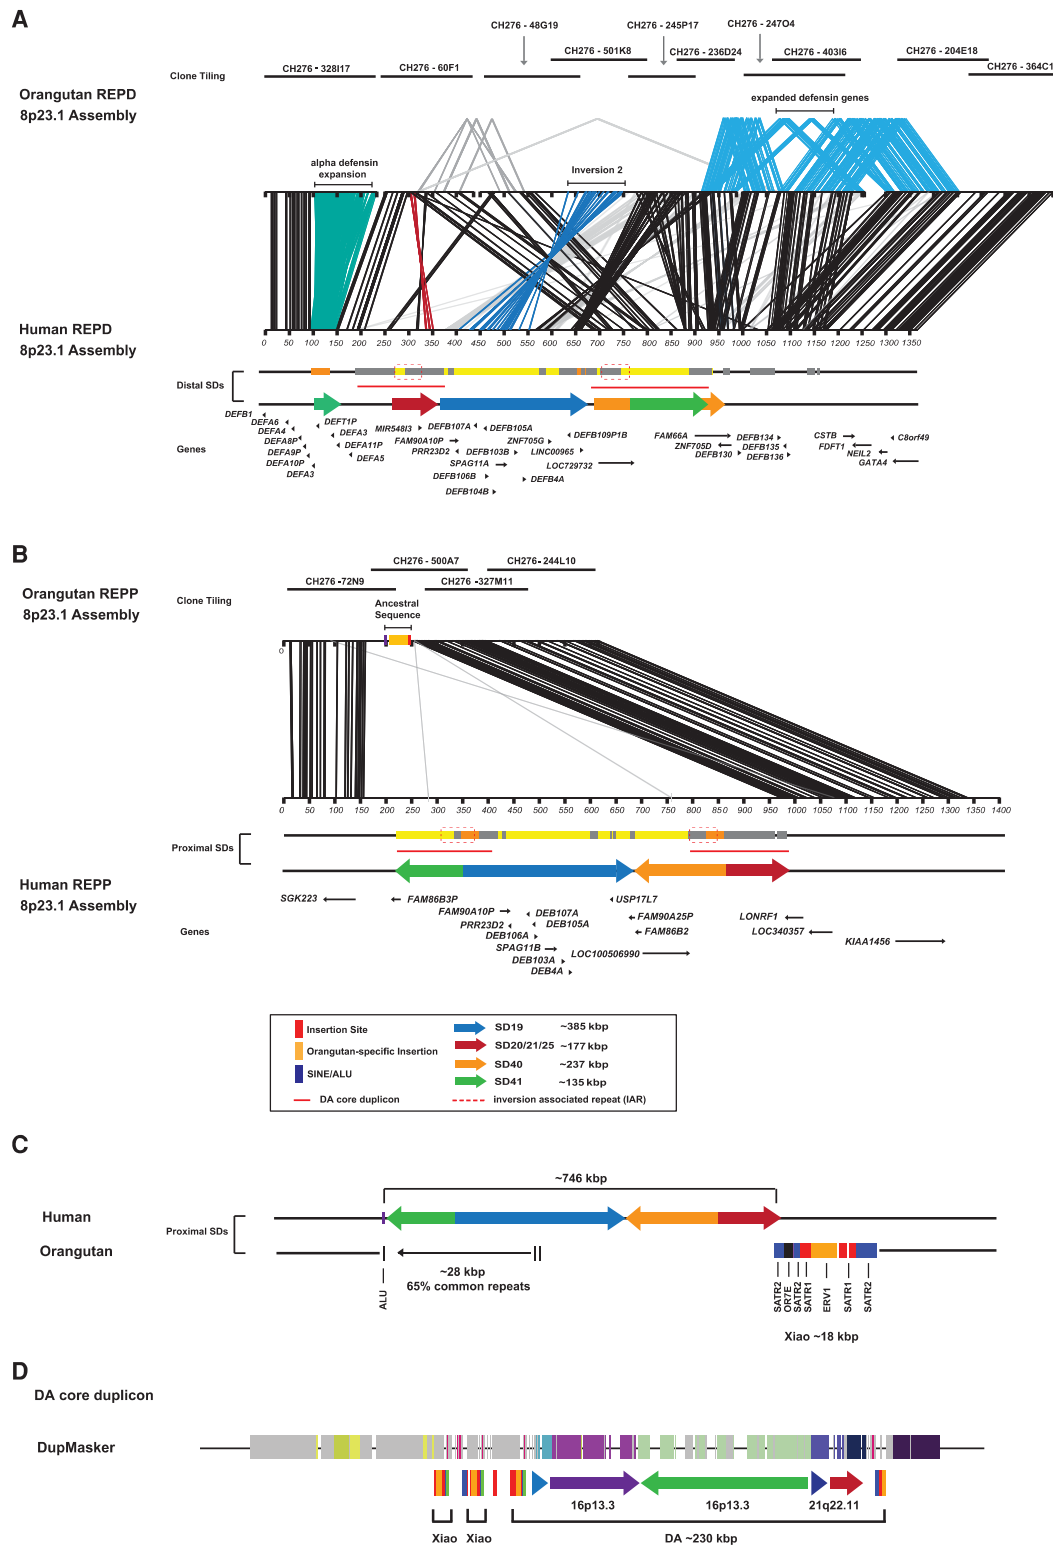 A
CH276 - 48G19
CH276 - 245P17
CH276 - 247O4
CH276 - 501K8
CH276 - 236D24
CH276 - 403I6
CH276 - 204E18
CH276 - 328I17
CH276 - 60F1
CH276 - 364C1
Clone Tiling
Orangutan REPD
8p23.1 Assembly
expanded defensin genes
alpha defensin
expansion
Inversion 2
Human REPD
8p23.1 Assembly
0 50 100 150 200 250 300 350 400 450 500 550 600 650 700 750 800 850 900 950 1000 1050 1100 1150 1200 1250 1300 1350
Distal SDs
Genes
DEFB1
DEFA6
DEFA4
DEFA8P
DEFA9P
DEFA10P
DEFA3
DEFT1P
DEFA3
DEFA11P
DEFA5
MIR548I3
FAM90A10P
PRR23D2
SPAG11A
DEFB106B
DEFB104B
DEFB107A
DEFB105A
DEFB103B
ZNF705G
LINC00965
DEFB4A
DEFB109P1B
LOC729732
FAM66A
ZNF705D
DEFB130
DEFB134
DEFB135
DEFB136
CSTB
FDFT1
NEIL2
GATA4
C8orf49
B
CH276 - 500A7
CH276- 244L10
CH276 -72N9
CH276 -327M11
Orangutan REPP
8p23.1 Assembly
Clone Tiling
Ancestral
Sequence
0
0 50 100 150 200 250 300 350 400 450 500 550 600 650 700 750 800 850 900 950 1000 1050 1100 1150 1200 1250 1300 1350 1400
Proximal SDs
Human REPP
8p23.1 Assembly
Genes
SGK223
FAM86B3P
FAM90A10P
PRR23D2
DEB106A
SPAG11B
DEB103A
DEB4A
DEB107A
DEB105A
LOC100506990
USP17L7
FAM90A25P
FAM86B2
LONRF1
LOC340357
KIAA1456
Insertion Site
Orangutan-specific Insertion
SINE/ALU
SD19 ~385 kbp
SD20/21/25 ~177 kbp
SD40 ~237 kbp
SD41 ~135 kbp
DA core duplicon
inversion associated repeat (IAR)
C
~746 kbp
Human
Proximal SDs
Orangutan
~28 kbp
65% common repeats
ALU
SATR2
OR7E
SATR2
SATR1
ERV1
SATR1
SATR2
Xiao ~18 kbp
D
DA core duplicon
DupMasker
16p13.3
16p13.3
21q22.11
Xiao
Xiao
DA ~230 kbp